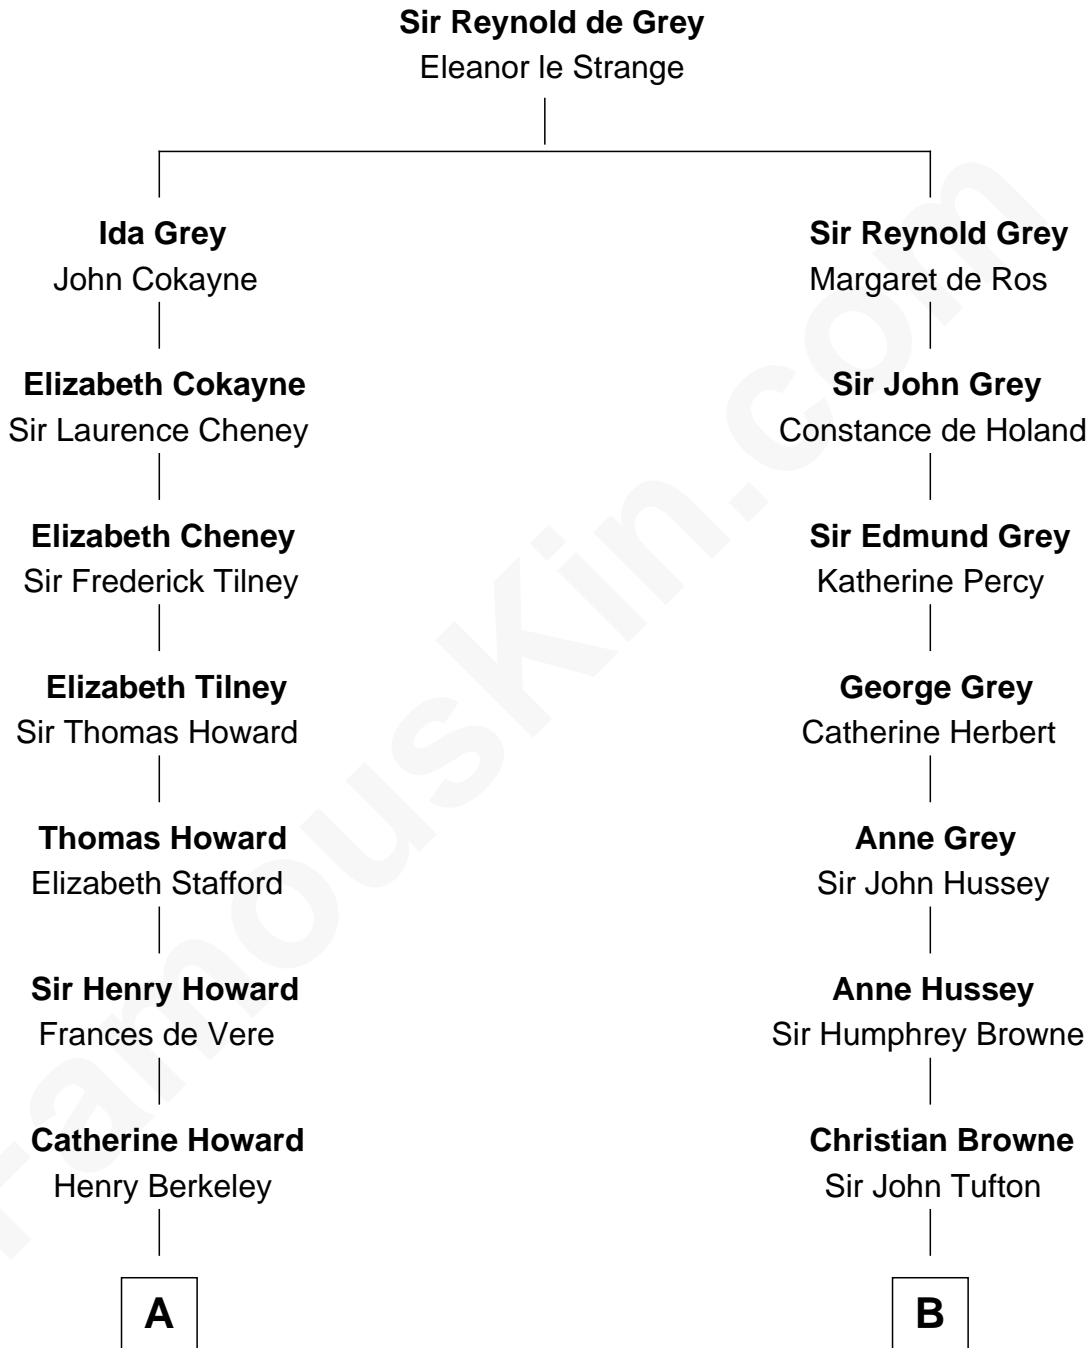 Sir Reynold de Grey
Eleanor le Strange
Ida Grey
John Cokayne
Sir Reynold Grey
Margaret de Ros
Elizabeth Cokayne
Sir Laurence Cheney
Sir John Grey
Constance de Holand
Elizabeth Cheney
Sir Frederick Tilney
Sir Edmund Grey
Katherine Percy
Elizabeth Tilney
Sir Thomas Howard
George Grey
Catherine Herbert
Thomas Howard
Elizabeth Stafford
Anne Grey
Sir John Hussey
Sir Henry Howard
Frances de Vere
Anne Hussey
Sir Humphrey Browne
Catherine Howard
Henry Berkeley
Christian Browne
Sir John Tufton
A
B
FamousKin.com